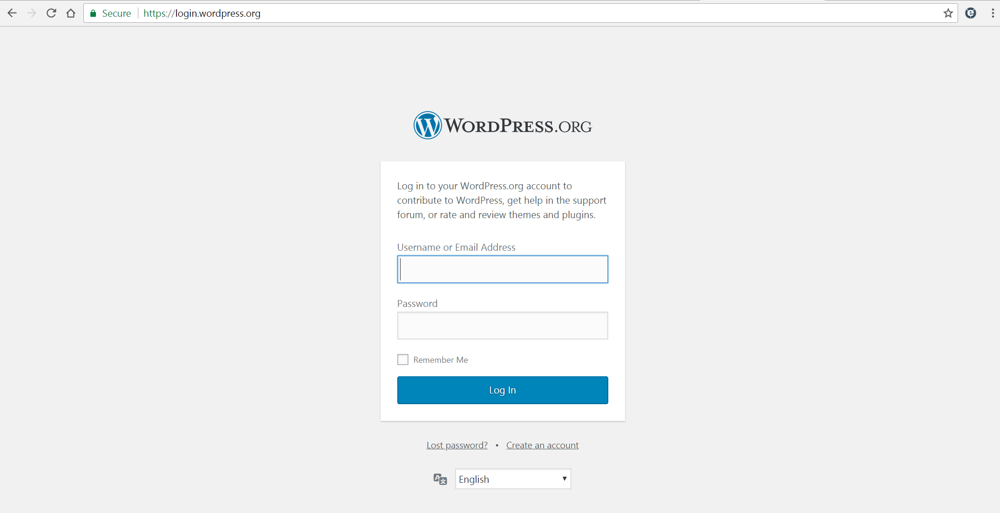 Secure https://login.wordpress.org
WORDPRESS.ORG
Log in to your WordPress.org account to
contribute to WordPress, get help in the support
forum, or rate and review themes and plugins.
Username or Email Address
Password
Remember Me
Log In
Lost password? • Create an account
English